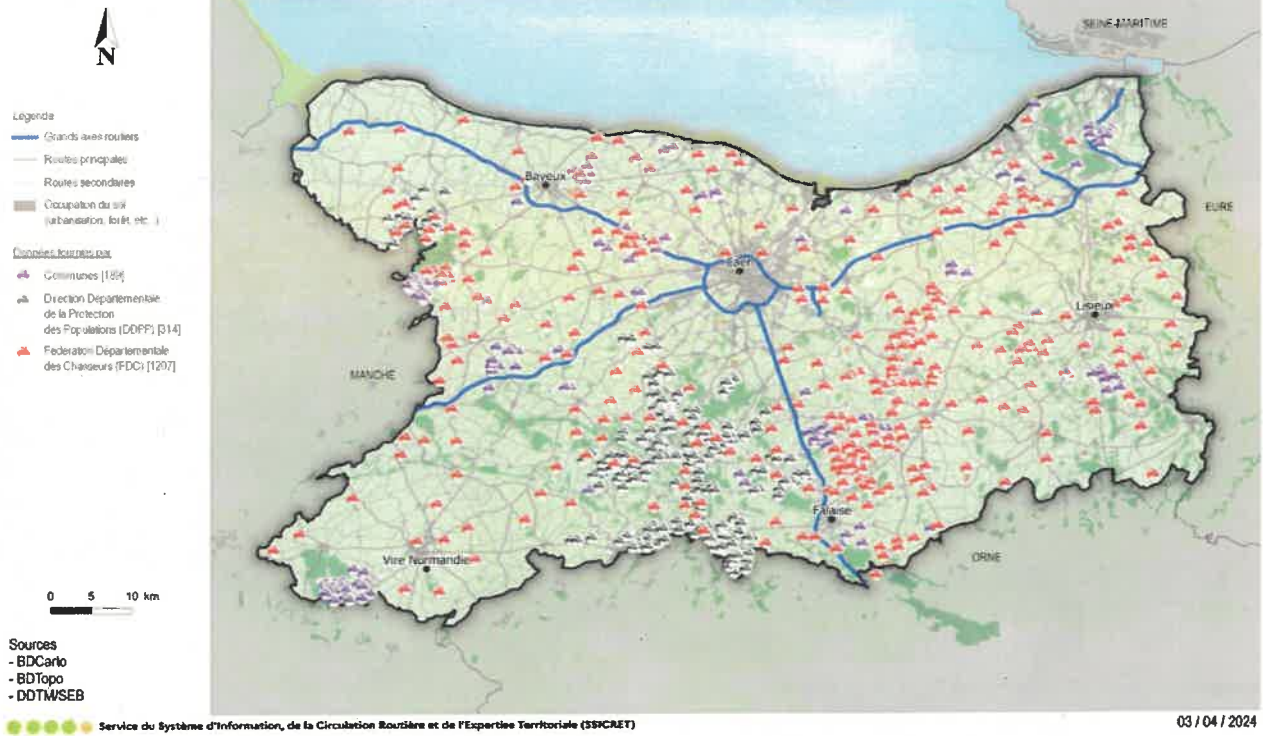 N
Légende
Grands axes routiers
Routes principales
Routes secondaires
Occupation du sol
(urbanisation, forêt, etc...)
Données fournies par
Communes [189]
Direction Départementale
de la Protection
des Populations (DDPP) [314]
Fédération Départementale
des Chasseurs (FDC) [1207]
0 5 10 km
Sources
- BDCarto
- BDTopo
- DDTM/SEB
SEINE-MARITIME
EURE
Bayeux
Caen
Lisieux
MANCHE
Falaise
ORNE
Vire Normandie
Service du Système d'Information, de la Circulation Routière et de l'Expertise Territoriale (SSICRET)
03 / 04 / 2024